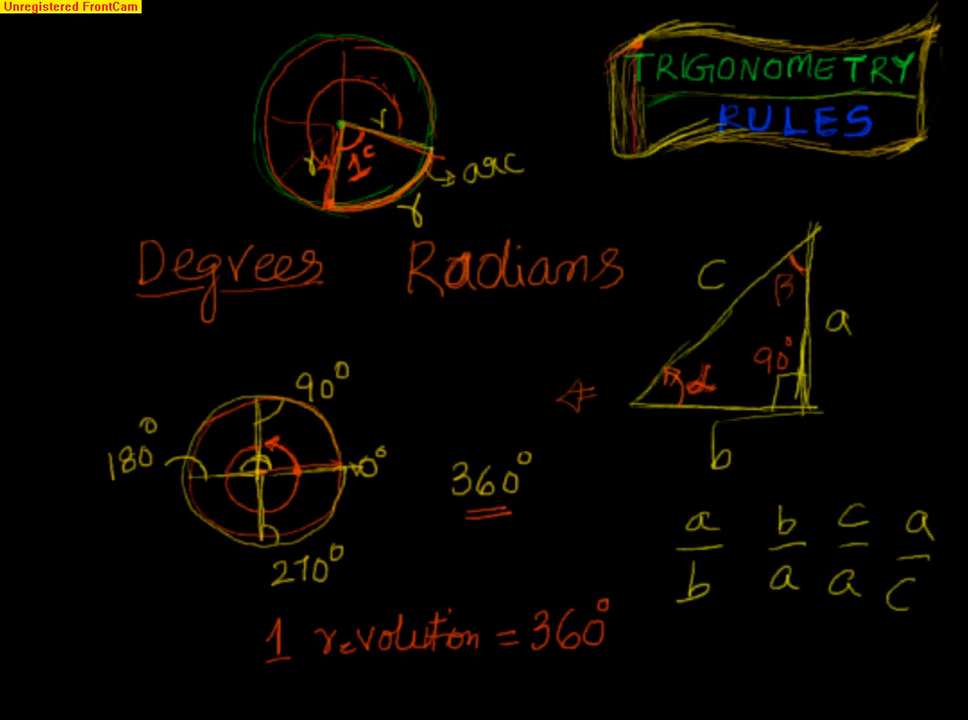 Unregistered FrontCam
TRIGONOMETRY
RULES
r
r
1ᶜ
arc
r
Degrees Radians
C
β
a
90°
α
b
90°
180°
0°
360°
270°
a/b b/a c/a a/c
1 revolution = 360°